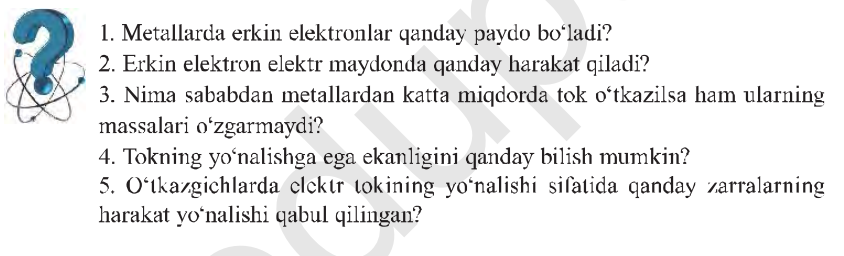 1. Metallarda erkin elektronlar qanday paydo bo‘ladi?
2. Erkin elektron elektr maydonda qanday harakat qiladi?
3. Nima sababdan metallardan katta miqdorda tok o‘tkazilsa ham ularning
massalari o‘zgarmaydi?
4. Tokning yo‘nalishga ega ekanligini qanday bilish mumkin?
5. O‘tkazgichlarda elektr tokining yo‘nalishi sifatida qanday zarralarning
harakat yo‘nalishi qabul qilingan?